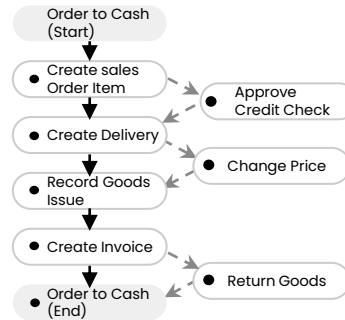 Order to Cash
(Start)
Create sales
Order Item
Approve
Credit Check
Create Delivery
Change Price
Record Goods
Issue
Create Invoice
Return Goods
Order to Cash
(End)